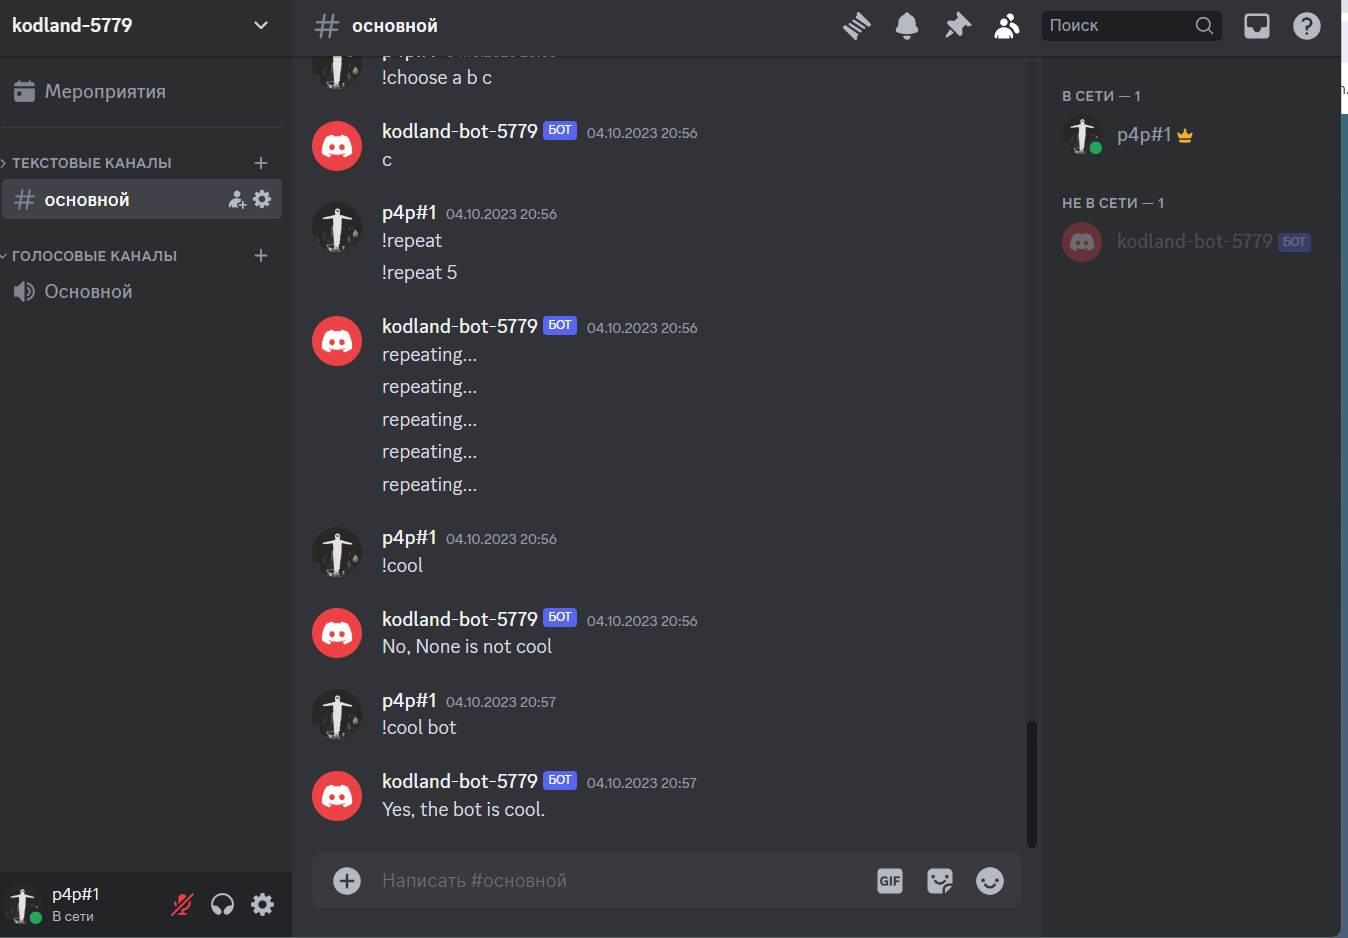 kodland-5779
Мероприятия
ТЕКСТОВЫЕ КАНАЛЫ
основной
ГОЛОСОВЫЕ КАНАЛЫ
Основной
p4p#1
В сети
основной
Поиск
!choose a b c
kodland-bot-5779 БОТ 04.10.2023 20:56
c
p4p#1 04.10.2023 20:56
!repeat
!repeat 5
kodland-bot-5779 БОТ 04.10.2023 20:56
repeating...
repeating...
repeating...
repeating...
repeating...
p4p#1 04.10.2023 20:56
!cool
kodland-bot-5779 БОТ 04.10.2023 20:56
No, None is not cool
p4p#1 04.10.2023 20:57
!cool bot
kodland-bot-5779 БОТ 04.10.2023 20:57
Yes, the bot is cool.
Написать #основной
GIF
В СЕТИ — 1
p4p#1
НЕ В СЕТИ — 1
kodland-bot-5779 БОТ